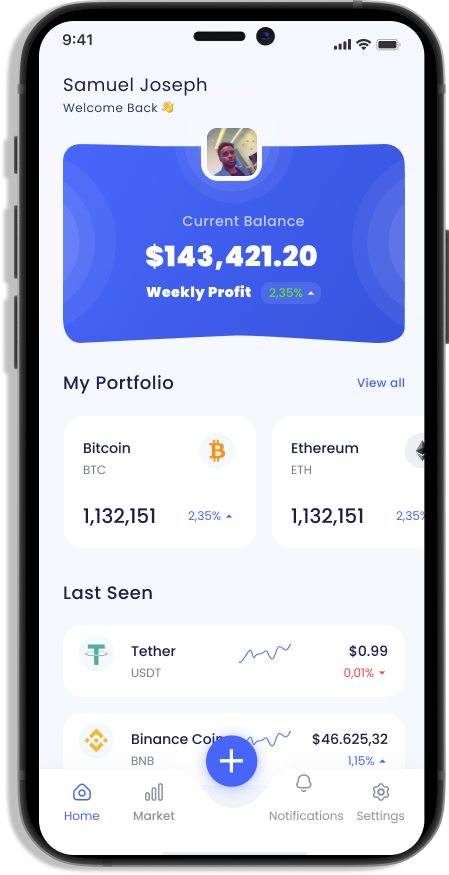 9:41
Samuel Joseph
Welcome Back 👋
Current Balance
$143,421.20
Weekly Profit 2,35%
My Portfolio View all
Bitcoin
BTC
1,132,151 2,35%
Ethereum
ETH
1,132,151 2,35%
Last Seen
Tether $0.99
USDT 0,01%
Binance Coin $46.625,32
BNB 1,15%
Home Market Notifications Settings